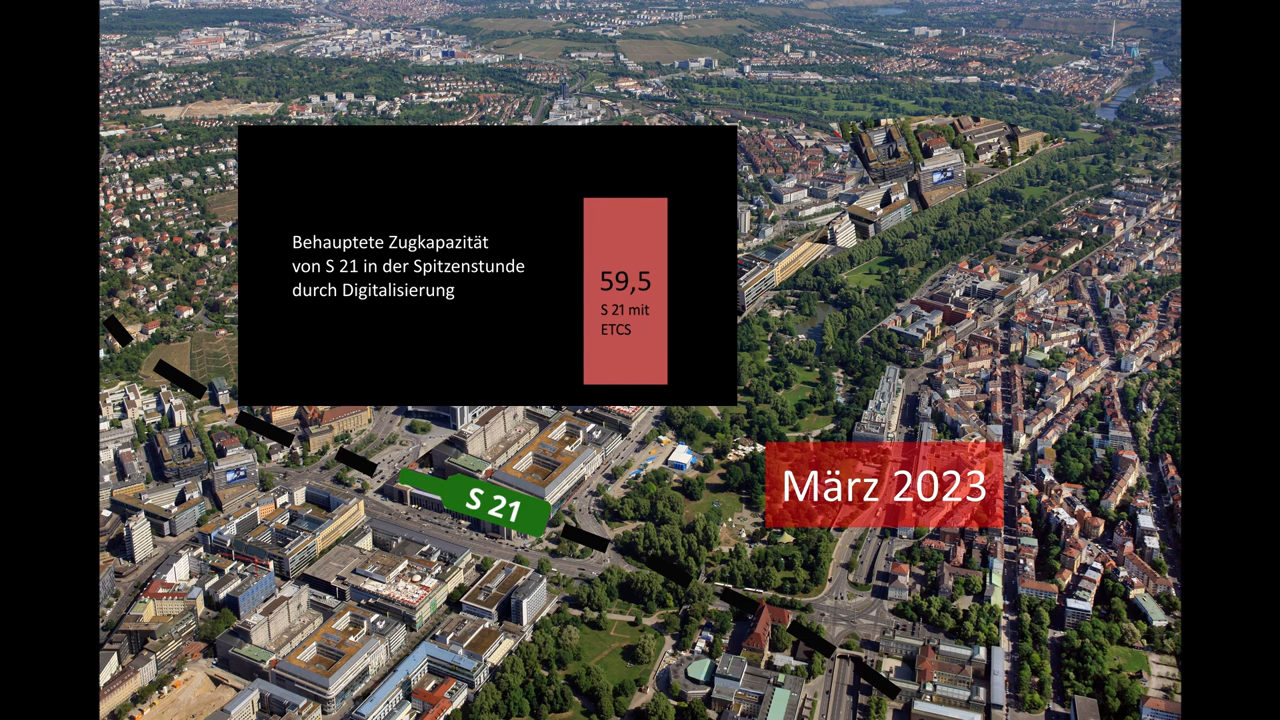 Behauptete Zugkapazität
von S 21 in der Spitzenstunde
durch Digitalisierung
59,5
S 21 mit
ETCS
S 21
März 2023